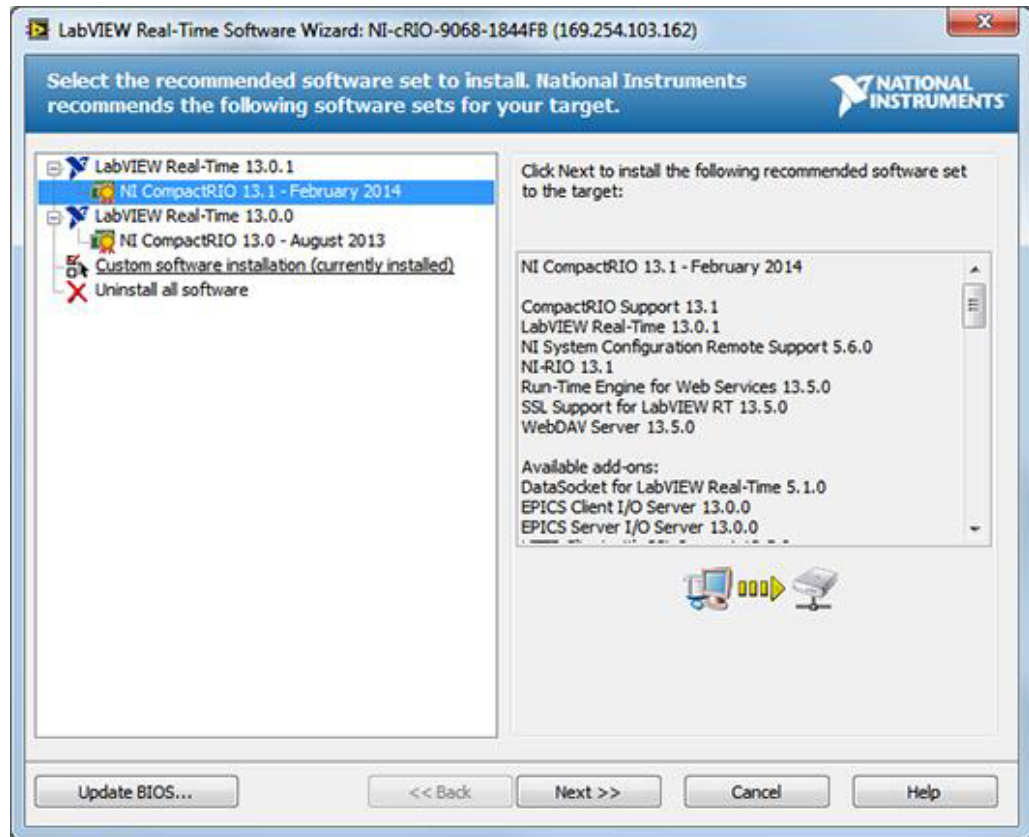 LabVIEW Real-Time Software Wizard: NI-cRIO-9068-1844FB (169.254.103.162)
Select the recommended software set to install. National Instruments
recommends the following software sets for your target.
NATIONAL
INSTRUMENTS
LabVIEW Real-Time 13.0.1
NI CompactRIO 13.1 - February 2014
LabVIEW Real-Time 13.0.0
NI CompactRIO 13.0 - August 2013
Custom software installation (currently installed)
Uninstall all software
Click Next to install the following recommended software set
to the target:
NI CompactRIO 13.1 - February 2014
CompactRIO Support 13.1
LabVIEW Real-Time 13.0.1
NI System Configuration Remote Support 5.6.0
NI-RIO 13.1
Run-Time Engine for Web Services 13.5.0
SSL Support for LabVIEW RT 13.5.0
WebDAV Server 13.5.0
Available add-ons:
DataSocket for LabVIEW Real-Time 5.1.0
EPICS Client I/O Server 13.0.0
EPICS Server I/O Server 13.0.0
Update BIOS...
<< Back
Next >>
Cancel
Help